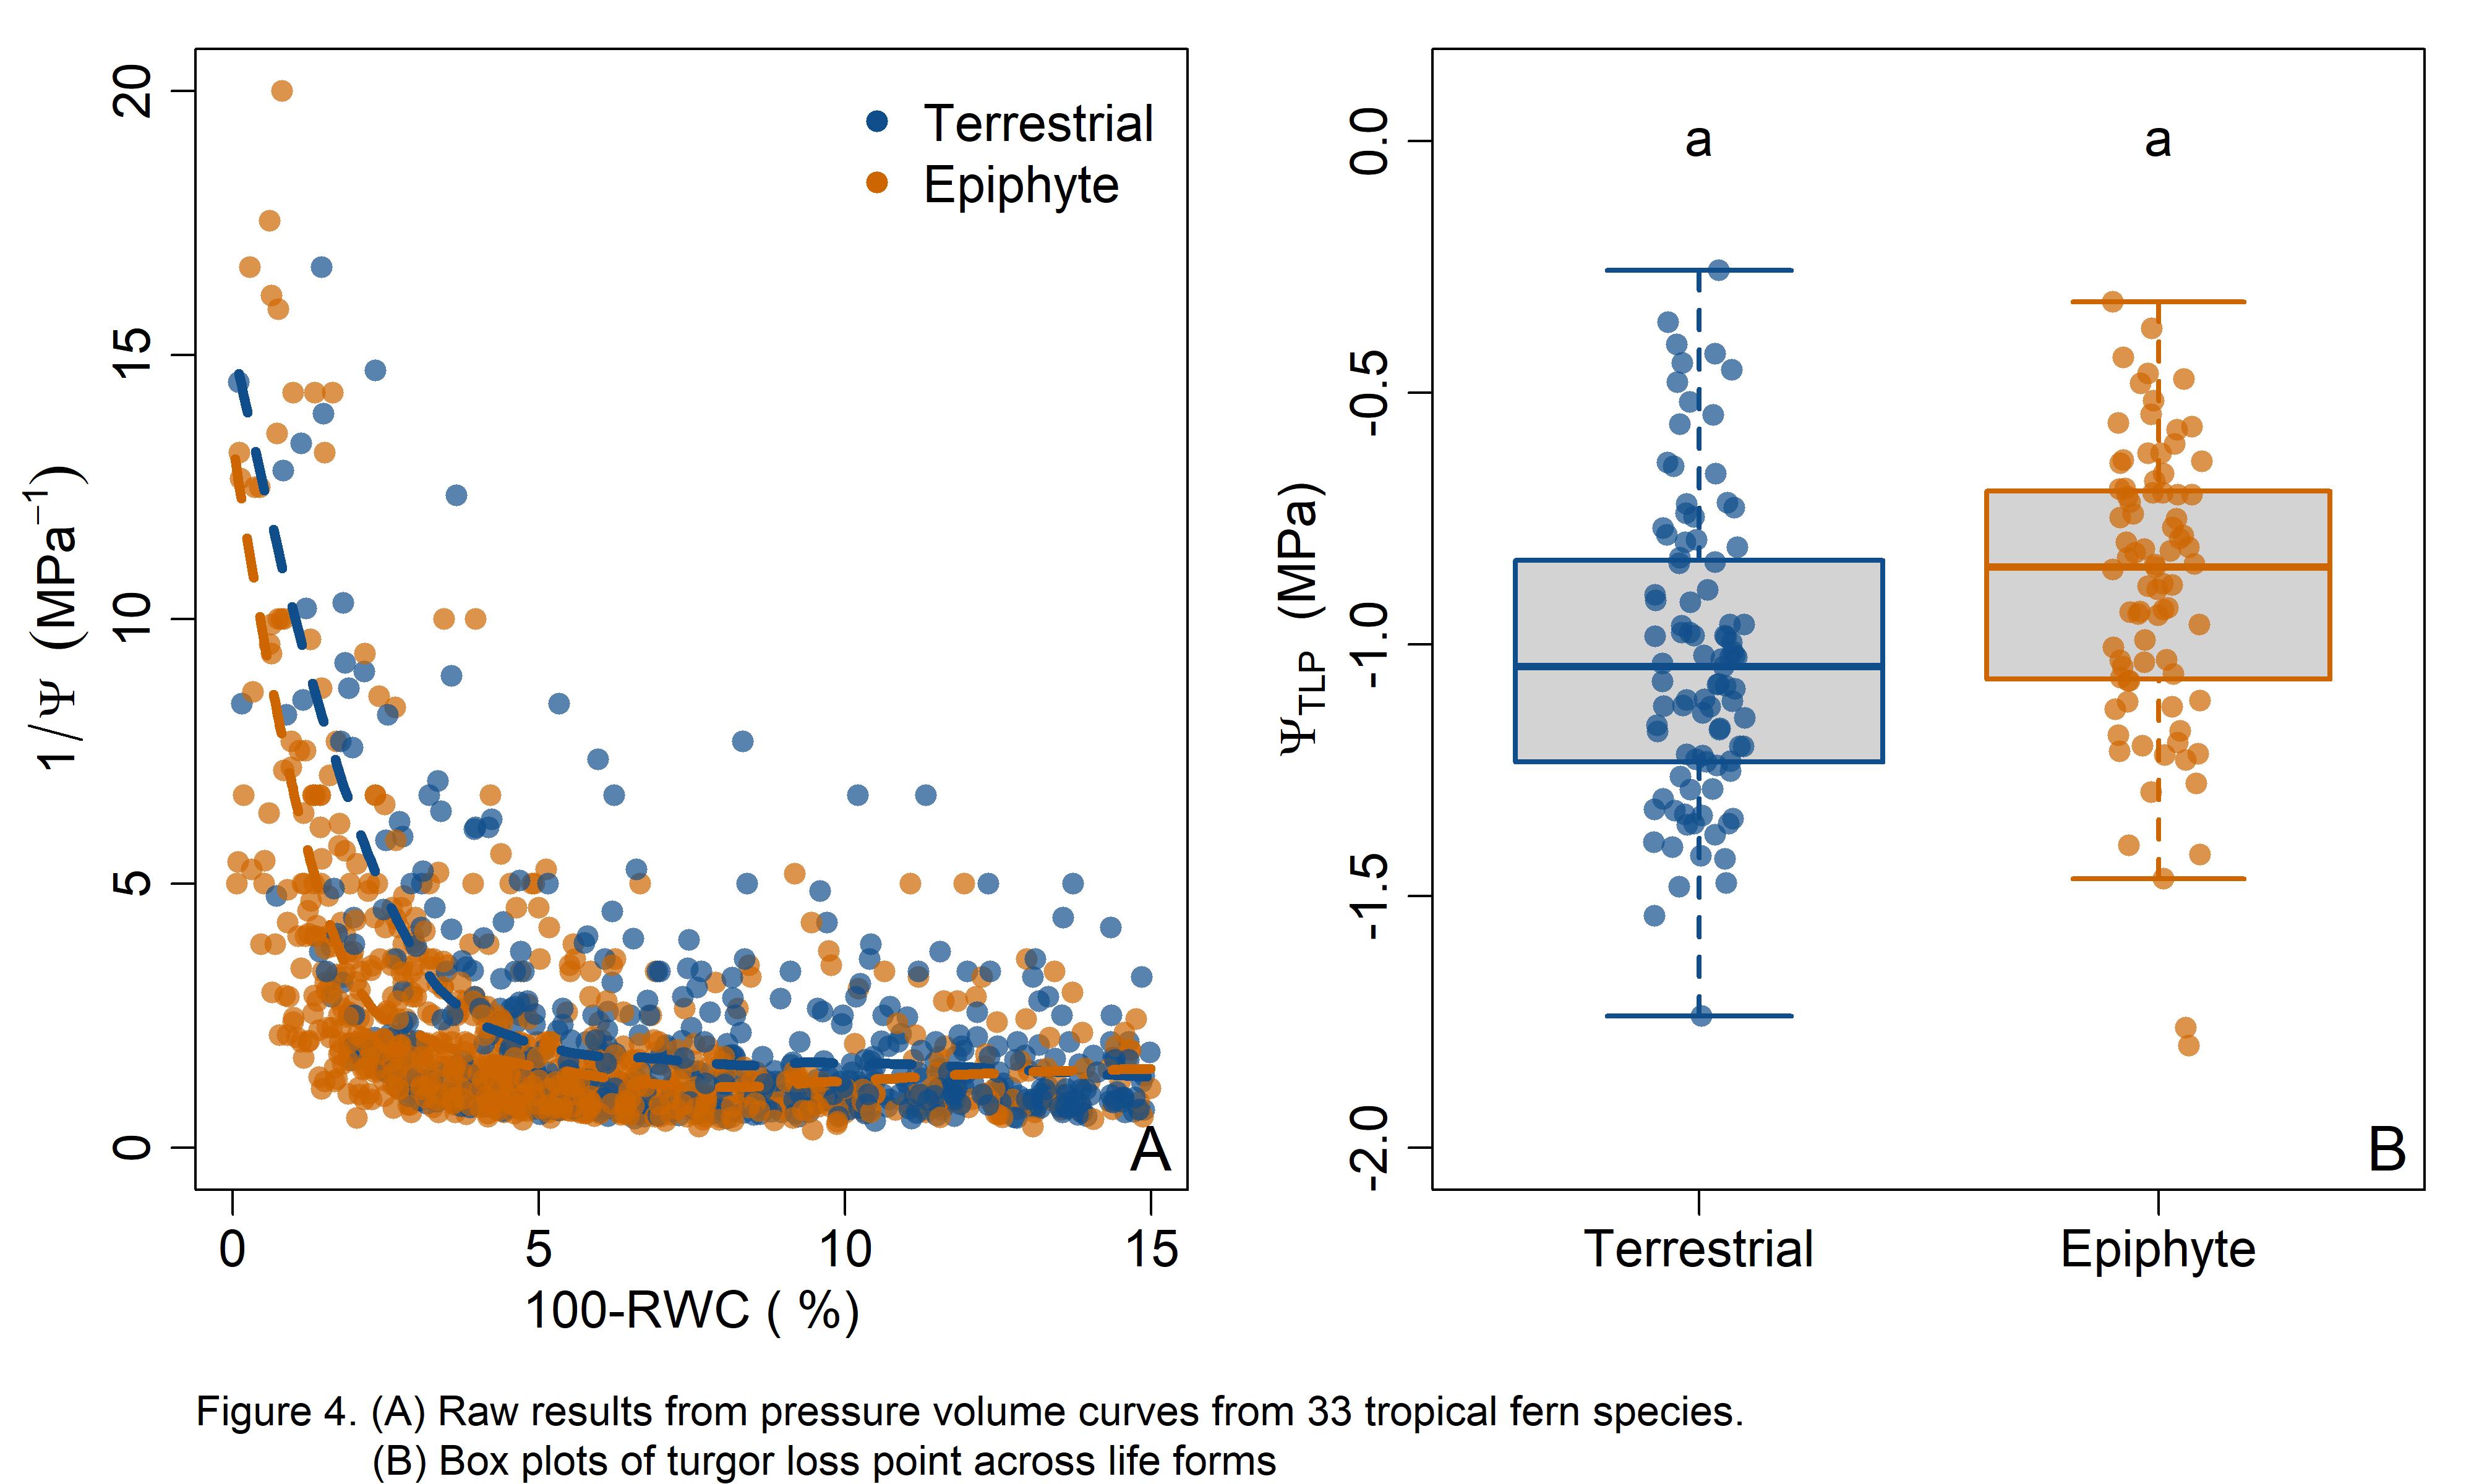 20
15
10
5
0
1/Ψ (MPa⁻¹)
Terrestrial
Epiphyte
A
0 5 10 15
100-RWC ( %)
0.0
-0.5
-1.0
-1.5
-2.0
ΨTLP (MPa)
a a
B
Terrestrial Epiphyte
Figure 4. (A) Raw results from pressure volume curves from 33 tropical fern species.
(B) Box plots of turgor loss point across life forms